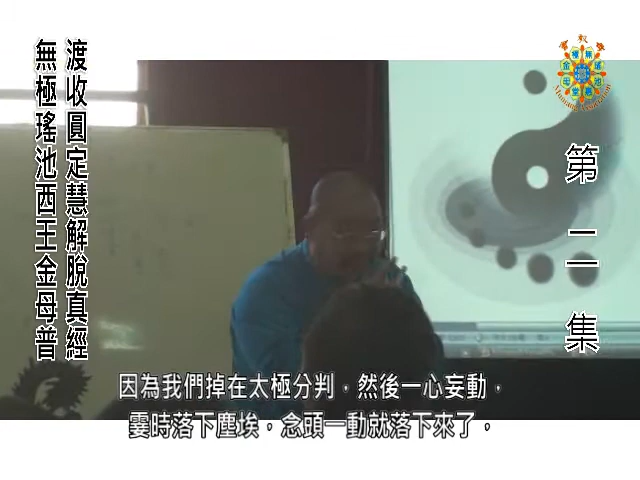 無極瑤池西王金母普
渡收圓定慧解脫真經
第二集
因為我們掉在太極分判，然後一心妄動，
霎時落下塵埃，念頭一動就落下來了，